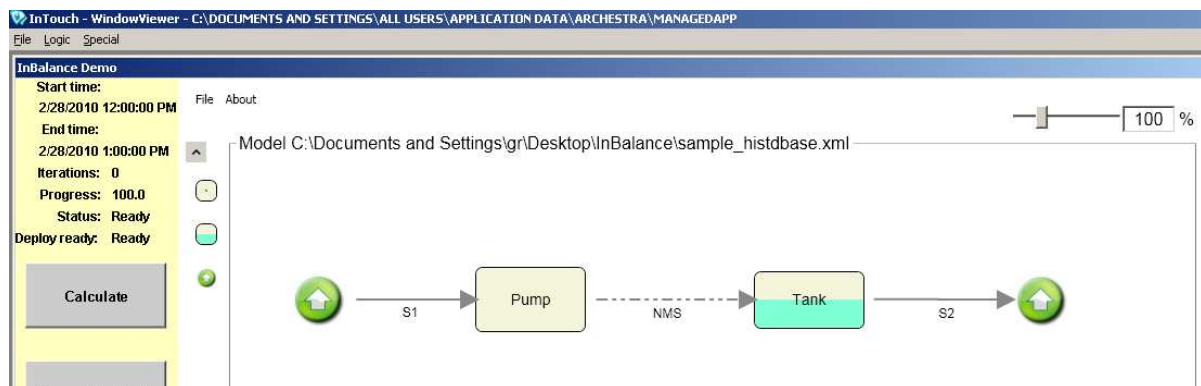 InTouch - WindowViewer - C:\DOCUMENTS AND SETTINGS\ALL USERS\APPLICATION DATA\ARCHESTRA\MANAGEDAPP
File Logic Special
InBalance Demo
Start time:
2/28/2010 12:00:00 PM
End time:
2/28/2010 1:00:00 PM
Iterations: 0
Progress: 100.0
Status: Ready
Deploy ready: Ready
Calculate
File About
100 %
Model C:\Documents and Settings\gr\Desktop\InBalance\sample_histdbase.xml
S1
Pump
NMS
Tank
S2